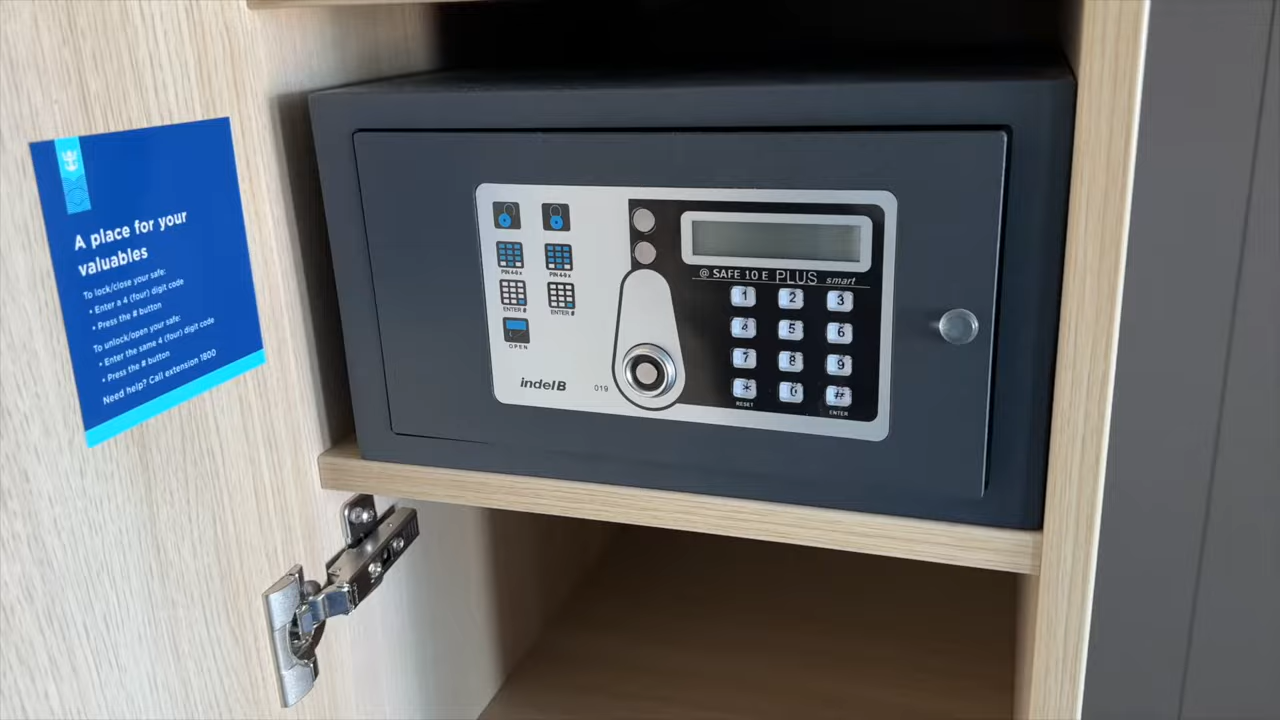 A place for your
valuables
To lock/close your safe:
• Enter a 4 (four) digit code
• Press the # button
To unlock/open your safe:
• Enter the same 4 (four) digit code
• Press the # button
Need help? Call extension 1800
PIN 4-8 x
PIN 4-8 x
ENTER #
ENTER #
OPEN
indelB
019
@ SAFE 10 E PLUS smart
1 2 3
4 5 6
7 8 9
* 0 #
RESET
ENTER